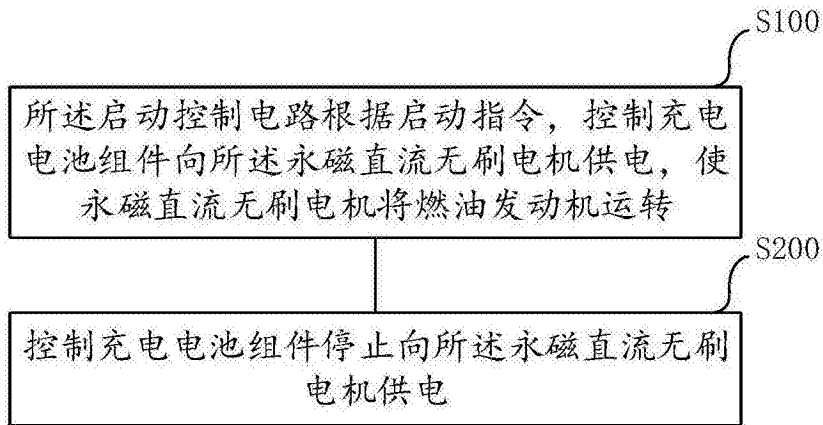 S100
所述启动控制电路根据启动指令，控制充电
电池组件向所述永磁直流无刷电机供电，使
永磁直流无刷电机将燃油发动机运转
S200
控制充电电池组件停止向所述永磁直流无刷
电机供电